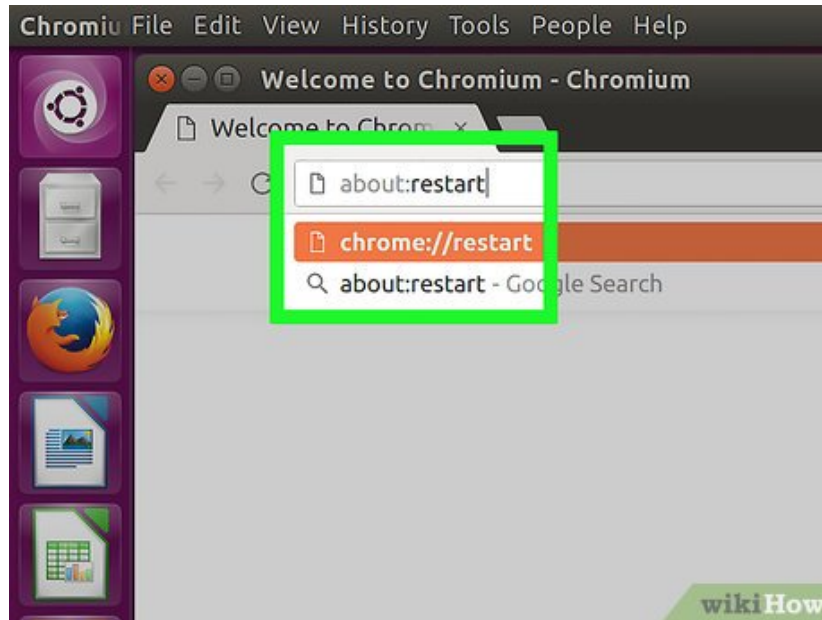 Chromiu File Edit View History Tools People Help
Welcome to Chromium - Chromium
Welcome to Chrom
about:restart
chrome://restart
about:restart - Google Search
wikiHow